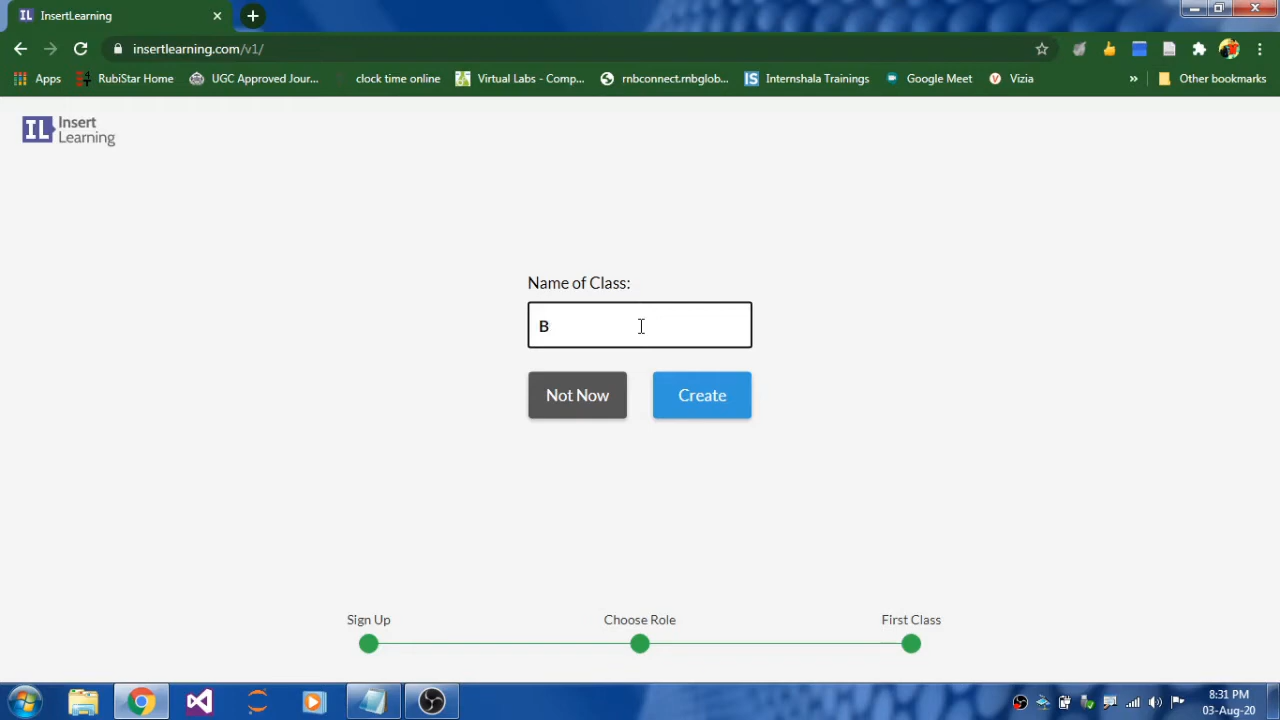 InsertLearning
insertlearning.com/v1/
Apps RubiStar Home UGC Approved Jour... clock time online Virtual Labs - Comp... rnbconnect.mbglob... IS Internshala Trainings Google Meet Vizia » Other bookmarks
IL Insert
Learning
Name of Class:
B
Not Now Create
Sign Up Choose Role First Class
8:31 PM
03-Aug-20